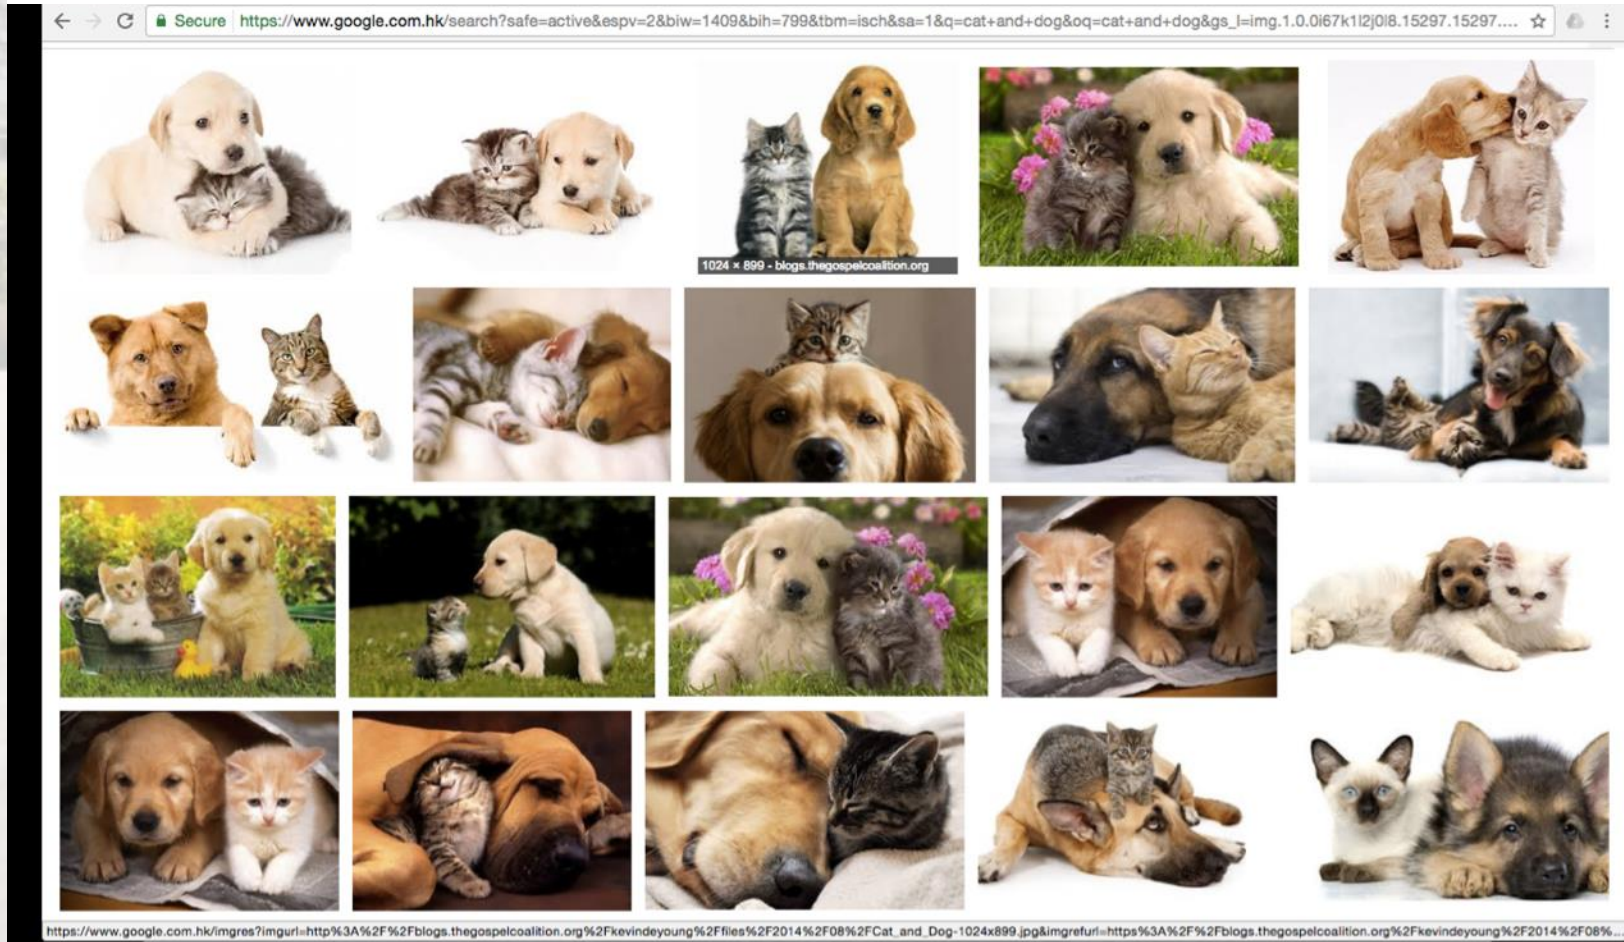 Secure https://www.google.com.hk/search?safe=active&espv=2&biw=1409&bih=799&tbm=isch&sa=1&q=cat+and+dog&oq=cat+and+dog&gs_l=img.1.0.0i67k1l2j0l8.15297.15297....
1024 × 899 - blogs.thegospelcoalition.org
https://www.google.com.hk/imgres?imgurl=http%3A%2F%2Fblogs.thegospelcoalition.org%2Fkevindeyoung%2Ffiles%2F2014%2F08%2FCat_and_Dog-1024x899.jpg&imgrefurl=https%3A%2F%2Fblogs.thegospelcoalition.org%2Fkevindeyoung%2F2014%2F08%...